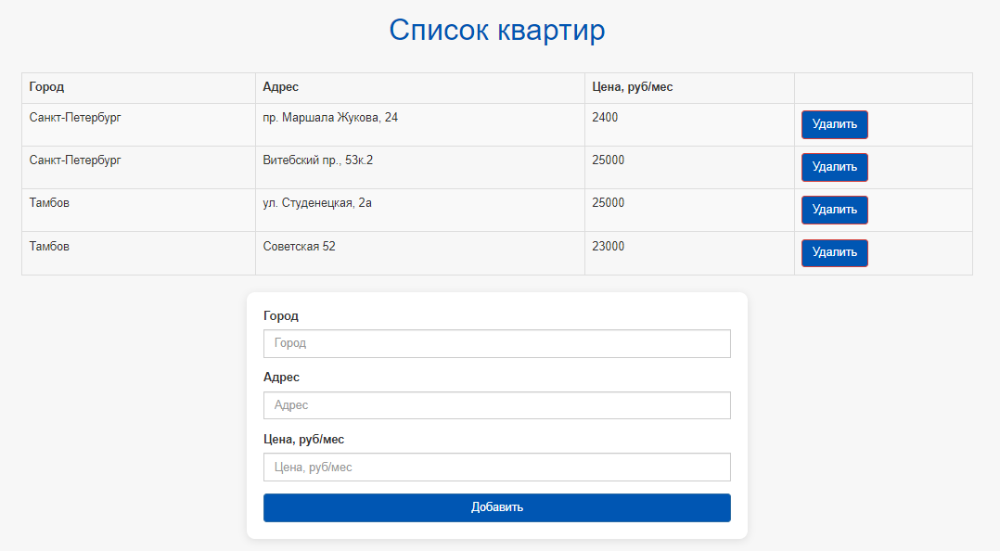 Список квартир
Город Адрес Цена, руб/мес
Санкт-Петербург пр. Маршала Жукова, 24 2400 Удалить
Санкт-Петербург Витебский пр., 53к.2 25000 Удалить
Тамбов ул. Студенецкая, 2а 25000 Удалить
Тамбов Советская 52 23000 Удалить
Город
Город
Адрес
Адрес
Цена, руб/мес
Цена, руб/мес
Добавить